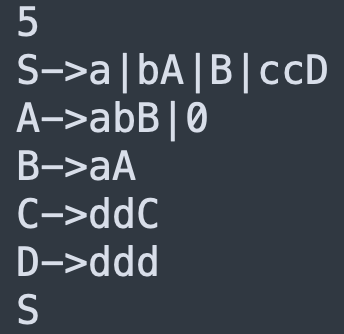 5
S->a|bA|B|ccD
A->abB|0
B->aA
C->ddC
D->ddd
S